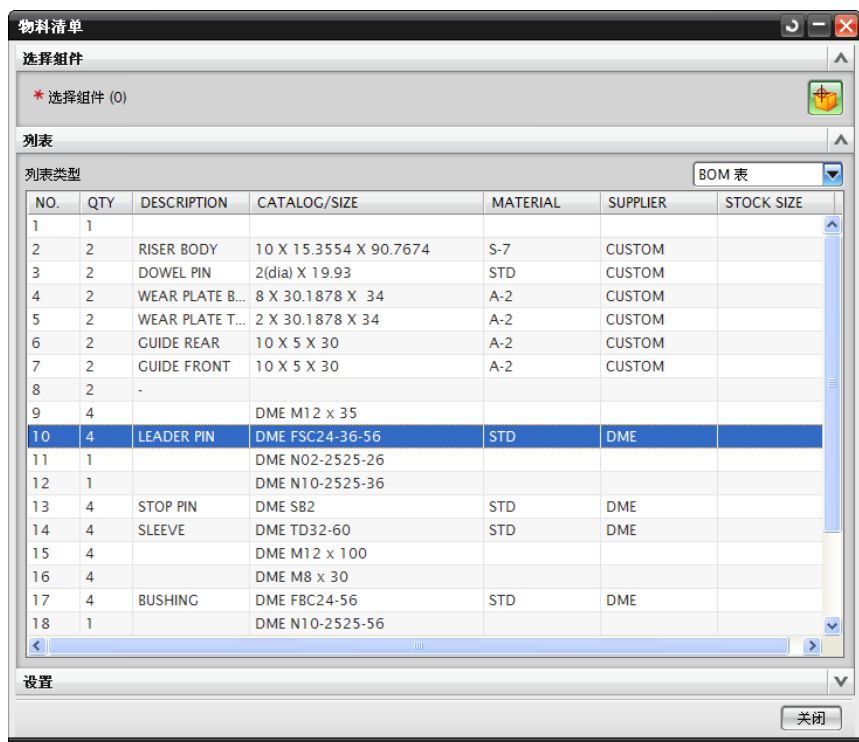 物料清单
选择组件
* 选择组件 (0)
列表
列表类型 BOM 表
NO. QTY DESCRIPTION CATALOG/SIZE MATERIAL SUPPLIER STOCK SIZE
1 1
2 2 RISER BODY 10 X 15.3554 X 90.7674 S-7 CUSTOM
3 2 DOWEL PIN 2(dia) X 19.93 STD CUSTOM
4 2 WEAR PLATE B... 8 X 30.1878 X 34 A-2 CUSTOM
5 2 WEAR PLATE T... 2 X 30.1878 X 34 A-2 CUSTOM
6 2 GUIDE REAR 10 X 5 X 30 A-2 CUSTOM
7 2 GUIDE FRONT 10 X 5 X 30 A-2 CUSTOM
8 2 -
9 4 DME M12 x 35
10 4 LEADER PIN DME FSC24-36-56 STD DME
11 1 DME N02-2525-26
12 1 DME N10-2525-36
13 4 STOP PIN DME SB2 STD DME
14 4 SLEEVE DME TD32-60 STD DME
15 4 DME M12 x 100
16 4 DME M8 x 30
17 4 BUSHING DME FBC24-56 STD DME
18 1 DME N10-2525-56
设置
关闭